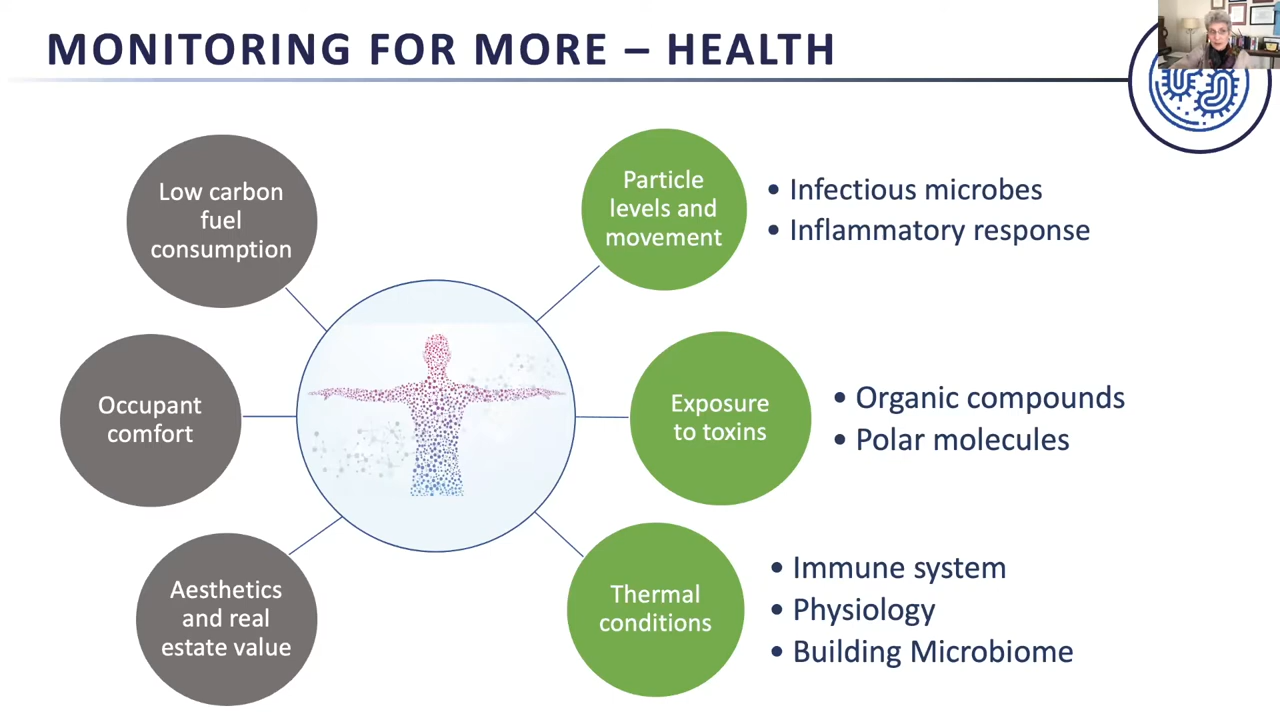 MONITORING FOR MORE – HEALTH
Low carbon
fuel
consumption
Particle
levels and
movement
• Infectious microbes
• Inflammatory response
Occupant
comfort
Exposure
to toxins
• Organic compounds
• Polar molecules
Aesthetics
and real
estate value
Thermal
conditions
• Immune system
• Physiology
• Building Microbiome